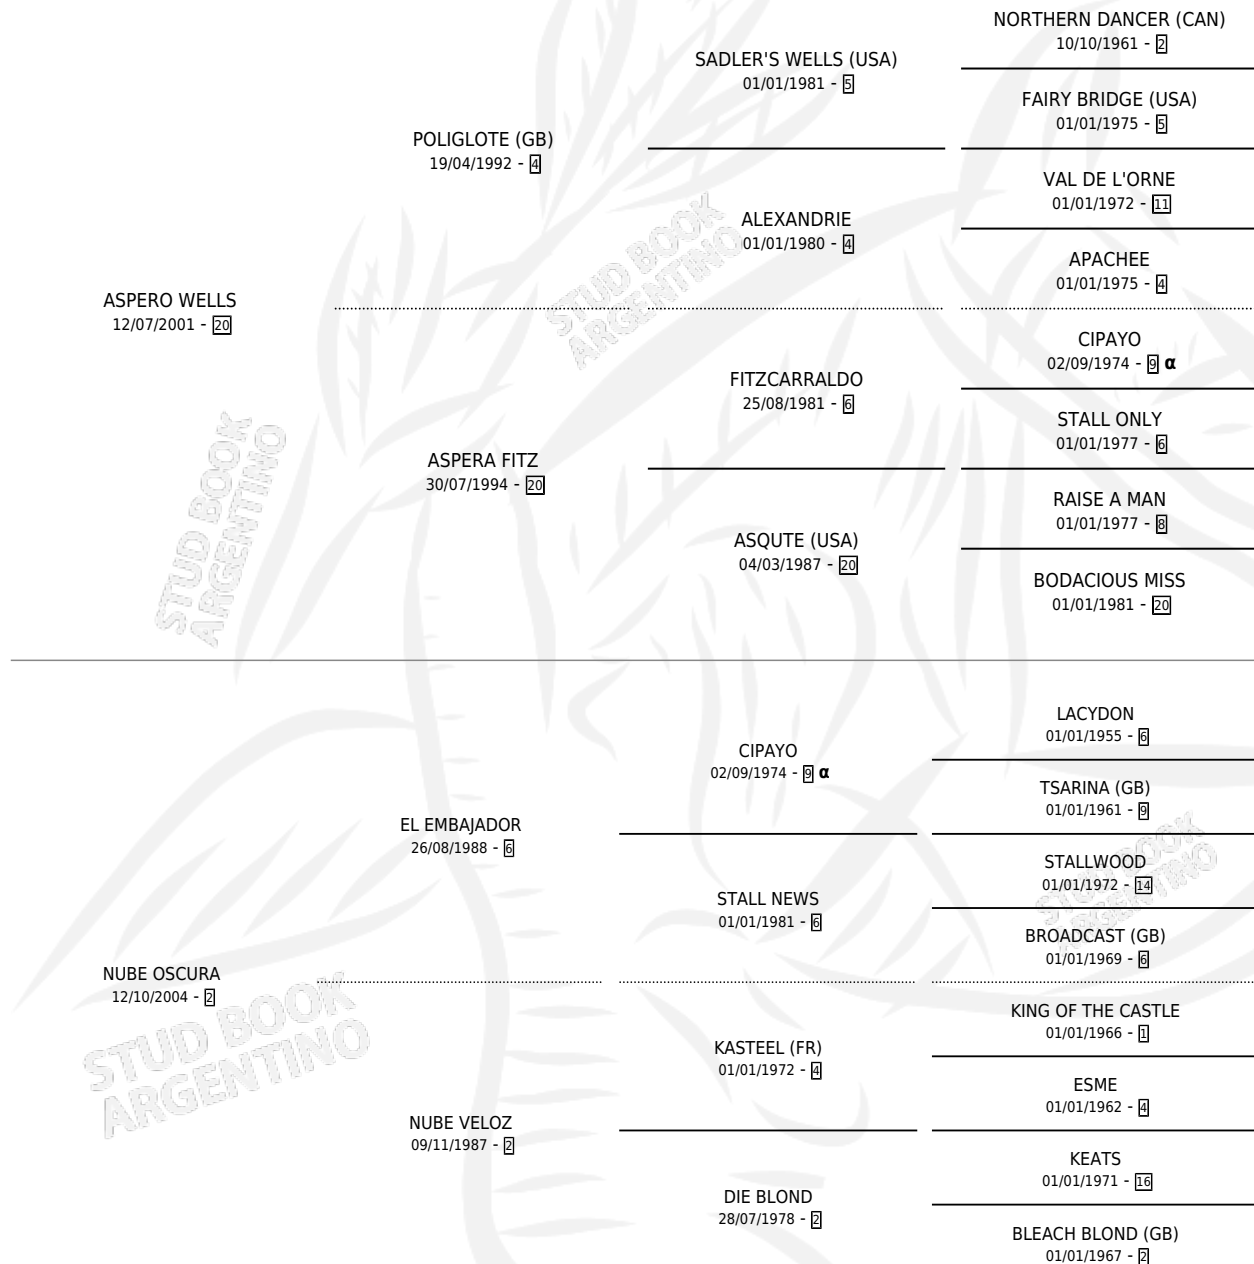 NORTHERN DANCER (CAN)
10/10/1961 - 2
SADLER'S WELLS (USA)
01/01/1981 - 5
FAIRY BRIDGE (USA)
01/01/1975 - 5
POLIGLOTE (GB)
19/04/1992 - 4
VAL DE L'ORNE
01/01/1972 - 11
ALEXANDRIE
01/01/1980 - 4
APACHEE
01/01/1975 - 4
ASPERO WELLS
12/07/2001 - 20
CIPAYO
02/09/1974 - 9 α
FITZCARRALDO
25/08/1981 - 6
STALL ONLY
01/01/1977 - 6
ASPERA FITZ
30/07/1994 - 20
RAISE A MAN
01/01/1977 - 8
ASQUTE (USA)
04/03/1987 - 20
BODACIOUS MISS
01/01/1981 - 20
LACYDON
01/01/1955 - 6
CIPAYO
02/09/1974 - 9 α
TSARINA (GB)
01/01/1961 - 9
EL EMBAJADOR
26/08/1988 - 6
STALLWOOD
01/01/1972 - 14
STALL NEWS
01/01/1981 - 6
BROADCAST (GB)
01/01/1969 - 6
NUBE OSCURA
12/10/2004 - 2
KING OF THE CASTLE
01/01/1966 - 1
KASTEEL (FR)
01/01/1972 - 4
ESME
01/01/1962 - 4
NUBE VELOZ
09/11/1987 - 2
KEATS
01/01/1971 - 16
DIE BLOND
28/07/1978 - 2
BLEACH BLOND (GB)
01/01/1967 - 2
STUD BOOK
ARGENTINO
STUD BOOK
ARGENTINO
STUD BOOK
ARGENTINO
STUD BOOK
ARGENTINO